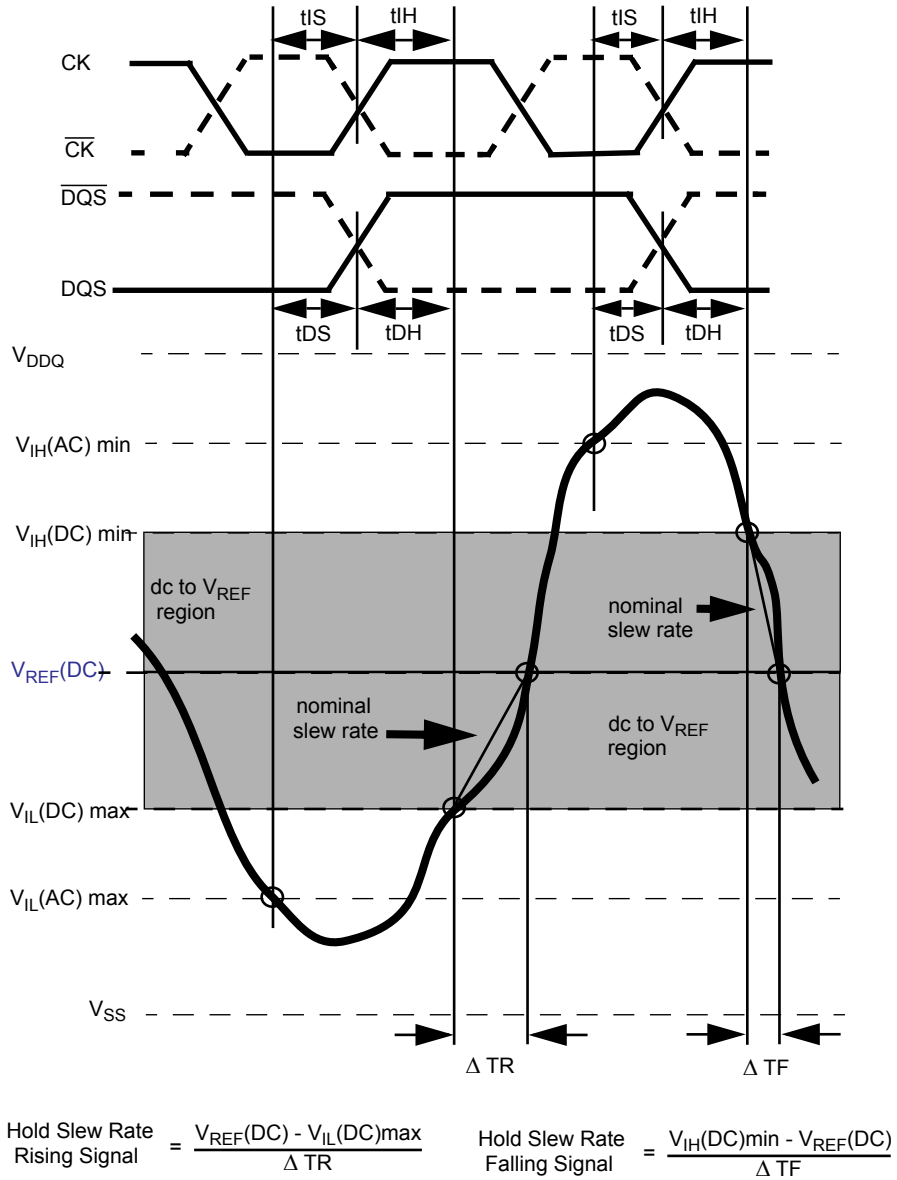 tIS tIH tIS tIH
CK
CK
DQS
DQS
tDS tDH tDS tDH
VDDQ
VIH(AC) min
VIH(DC) min
dc to VREF
region
nominal
slew rate
VREF(DC)
nominal
slew rate
dc to VREF
region
VIL(DC) max
VIL(AC) max
VSS
Δ TR Δ TF
Hold Slew Rate
Rising Signal
=
VREF(DC) - VIL(DC)max
Δ TR
Hold Slew Rate
Falling Signal
=
VIH(DC)min - VREF(DC)
Δ TF